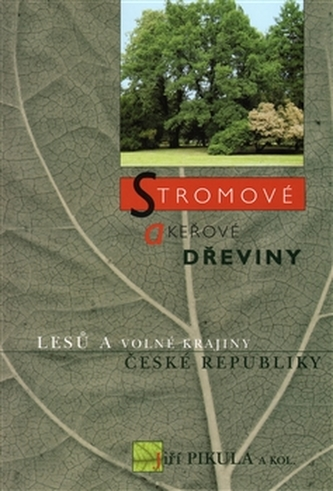 STROMOVÉ
a KEŘOVÉ
DŘEVINY
LESŮ A VOLNÉ KRAJINY
ČESKÉ REPUBLIKY
Jiří PIKULA A KOL.